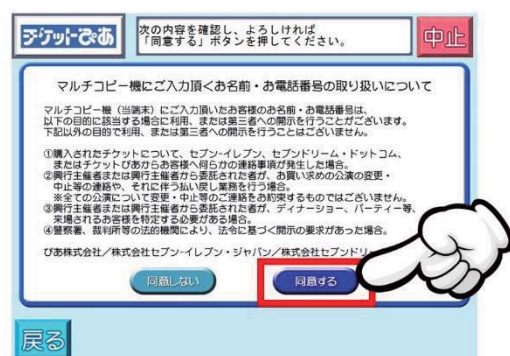 チケットぴあ
次の内容を確認し、よろしければ
「同意する」ボタンを押してください。
中止
マルチコピー機にご入力頂くお名前・お電話番号の取り扱いについて
マルチコピー機（当端末）にご入力頂いたお客様のお名前・お電話番号は、
以下の目的に該当する場合に利用、または第三者への開示を行うことがございます。
下記以外の目的で利用、または第三者への開示を行うことはございません。
①購入されたチケットについて、セブン-イレブン、セブンドリーム・ドットコム、
またはチケットぴあからお客様へ何らかの連絡事項が発生した場合。
②興行主催者または興行主催者から委託された者が、お買い求めの公演の変更・
中止等の連絡や、それに伴う払い戻し業務を行う場合。
※全ての公演について変更・中止等のご連絡をお約束するものではございません。
③興行主催者または興行主催者から委託された者が、ディナーショー、パーティー等、
来場されるお客様を特定する必要がある場合。
④警察署、裁判所等の法的機関により、法令に基づく開示の要求があった場合。
ぴあ株式会社／株式会社セブン-イレブン・ジャパン／株式会社セブンドリー
同意しない
同意する
戻る